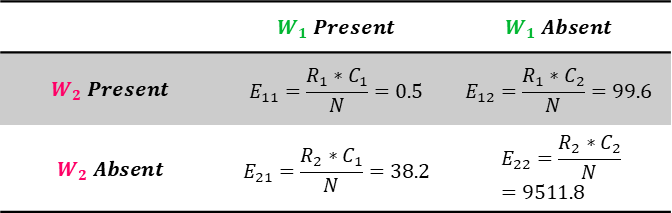 W₁ Present W₁ Absent
W₂ Present E₁₁ = R₁ * C₁ / N = 0.5 E₁₂ = R₁ * C₂ / N = 99.6
W₂ Absent E₂₁ = R₂ * C₁ / N = 38.2 E₂₂ = R₂ * C₂ / N
= 9511.8